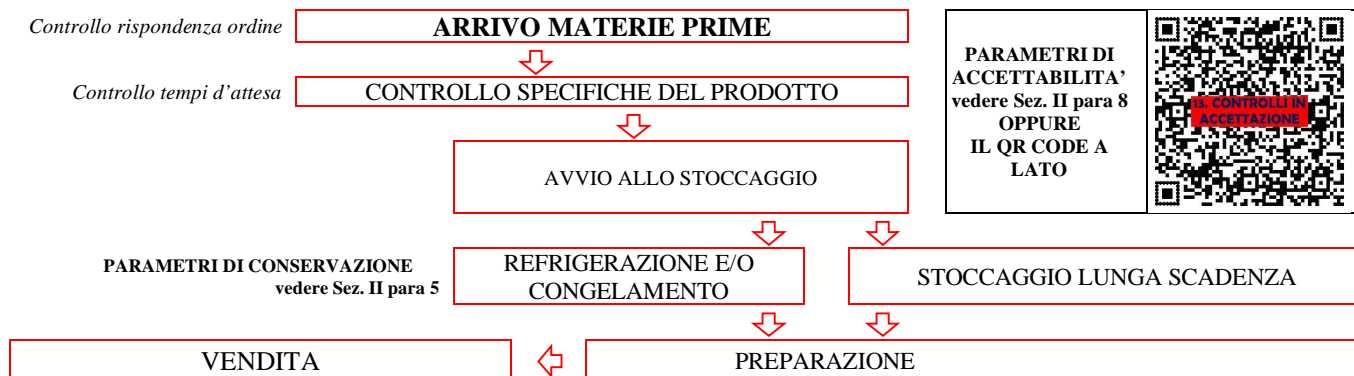 Controllo rispondenza ordine
ARRIVO MATERIE PRIME
Controllo tempi d'attesa
CONTROLLO SPECIFICHE DEL PRODOTTO
AVVIO ALLO STOCCAGGIO
PARAMETRI DI
ACCETTABILITA'
vedere Sez. II para 8
OPPURE
IL QR CODE A
LATO
13. CONTROLLI IN
ACCETTAZIONE
PARAMETRI DI CONSERVAZIONE
vedere Sez. II para 5
REFRIGERAZIONE E/O
CONGELAMENTO
STOCCAGGIO LUNGA SCADENZA
VENDITA
PREPARAZIONE